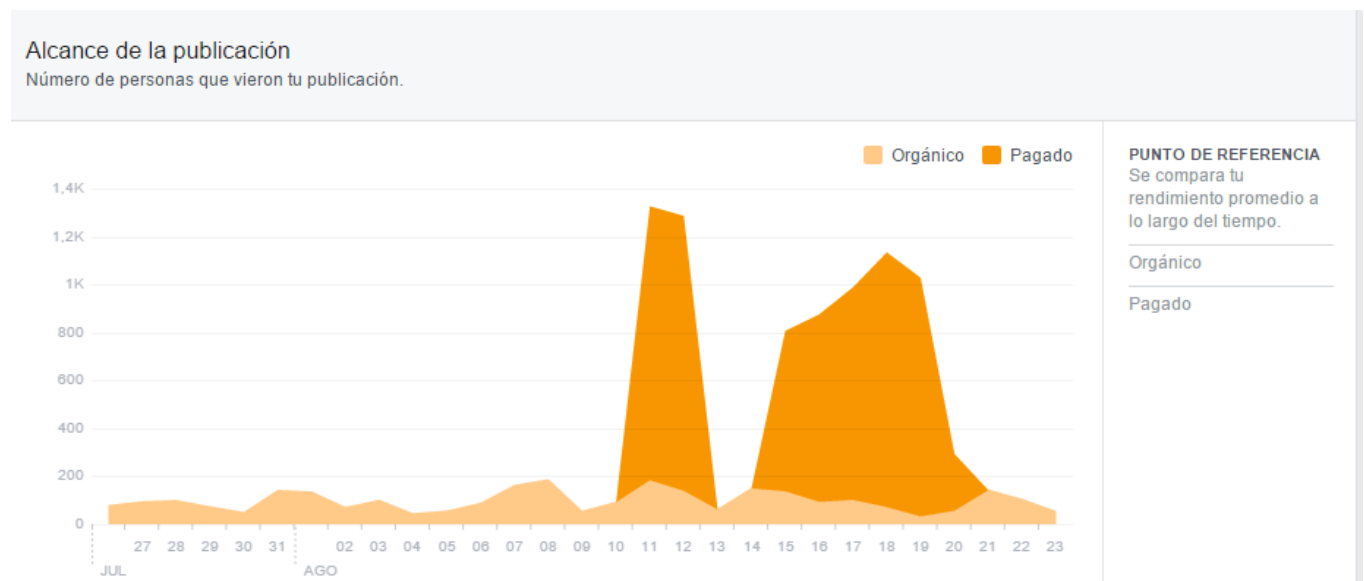 Alcance de la publicación
Número de personas que vieron tu publicación.
Orgánico Pagado
1,4K
1,2K
1K
800
600
400
200
0
27 28 29 30 31 02 03 04 05 06 07 08 09 10 11 12 13 14 15 16 17 18 19 20 21 22 23
JUL AGO
PUNTO DE REFERENCIA
Se compara tu
rendimiento promedio a
lo largo del tiempo.
Orgánico
Pagado